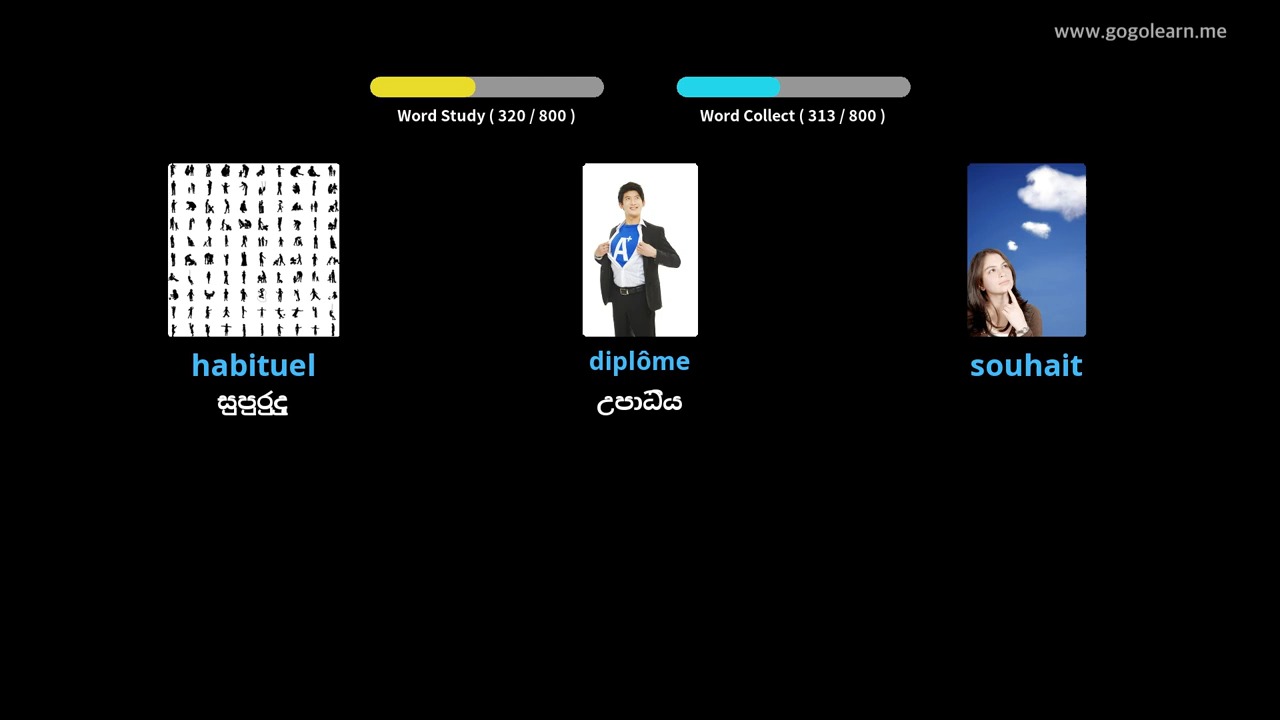 www.gogolearn.me
Word Study ( 320 / 800 )
Word Collect ( 313 / 800 )
A+
habituel
diplôme
souhait
සුපුරුදු
උපාධිය